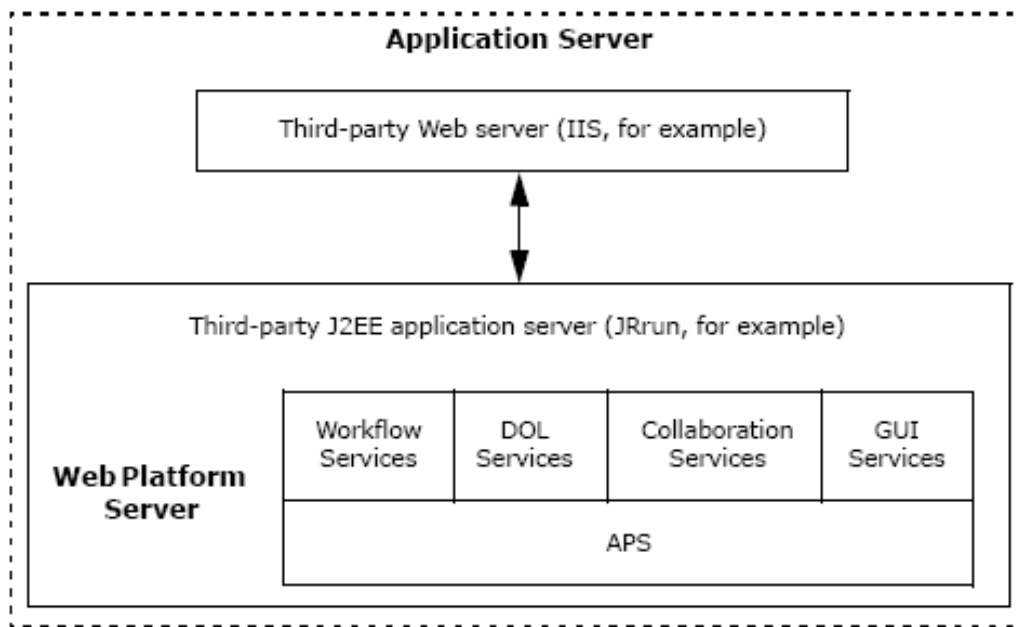 Application Server
Third-party Web server (IIS, for example)
Third-party J2EE application server (JRrun, for example)
Workflow
Services
DOL
Services
Collaboration
Services
GUI
Services
Web Platform
Server
APS